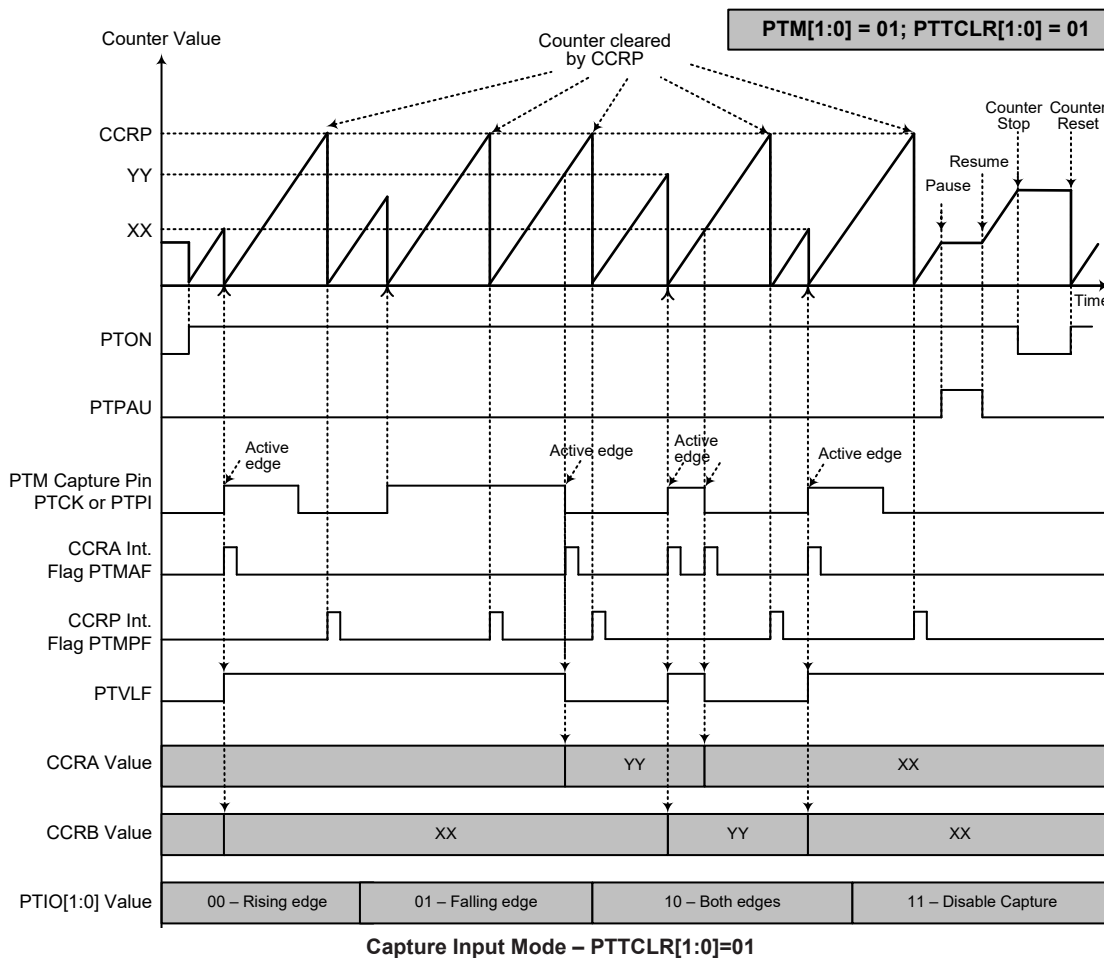 PTM[1:0] = 01; PTTCLR[1:0] = 01
Counter Value
Counter cleared
by CCRP
CCRP
YY
XX
Pause
Resume
Counter
Stop
Counter
Reset
Time
PTON
PTPAU
PTM Capture Pin
PTCK or PTPI
Active
edge
Active edge
Active
edge
Active edge
CCRA Int.
Flag PTMAF
CCRP Int.
Flag PTMPF
PTVLF
CCRA Value
YY
XX
CCRB Value
XX
YY
XX
PTIO[1:0] Value
00 – Rising edge
01 – Falling edge
10 – Both edges
11 – Disable Capture
Capture Input Mode – PTTCLR[1:0]=01